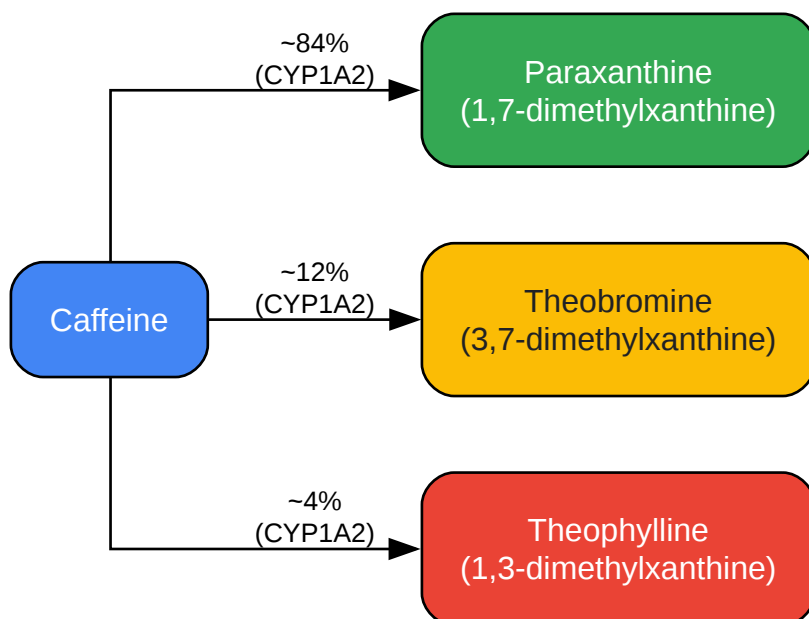 ~84%
(CYP1A2)
Paraxanthine
(1,7-dimethylxanthine)
Caffeine
~12%
(CYP1A2)
Theobromine
(3,7-dimethylxanthine)
~4%
(CYP1A2)
Theophylline
(1,3-dimethylxanthine)